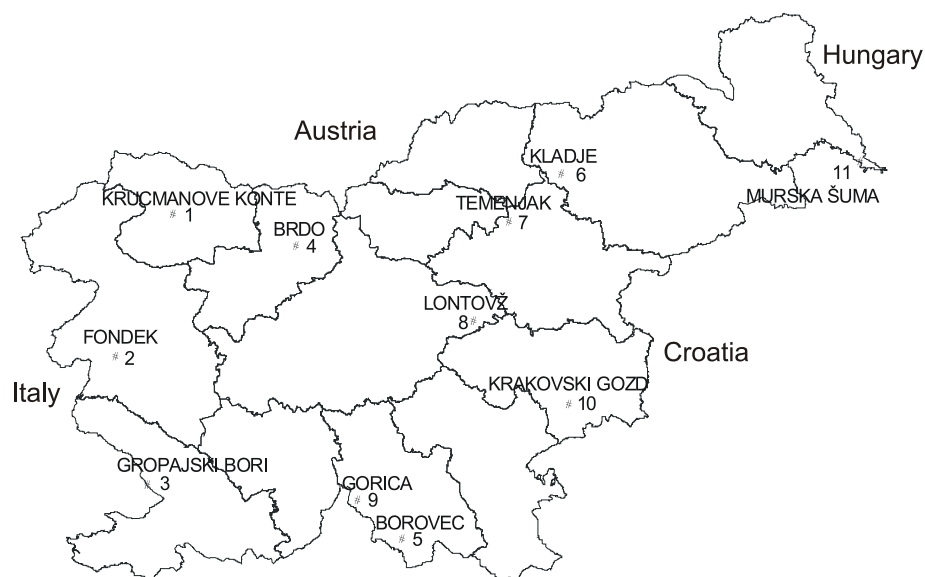 Hungary
Austria
KLADJE
6
11
MURSKA ŠUMA
KRUCMANOVE KONTE
1
TEMENJAK
7
BRDO
4
LONTOVŽ
8
FONDEK
2
Croatia
Italy
KRAKOVSKI GOZD
10
GROPAJSKI BORI
3
GORICA
9
BOROVEC
5